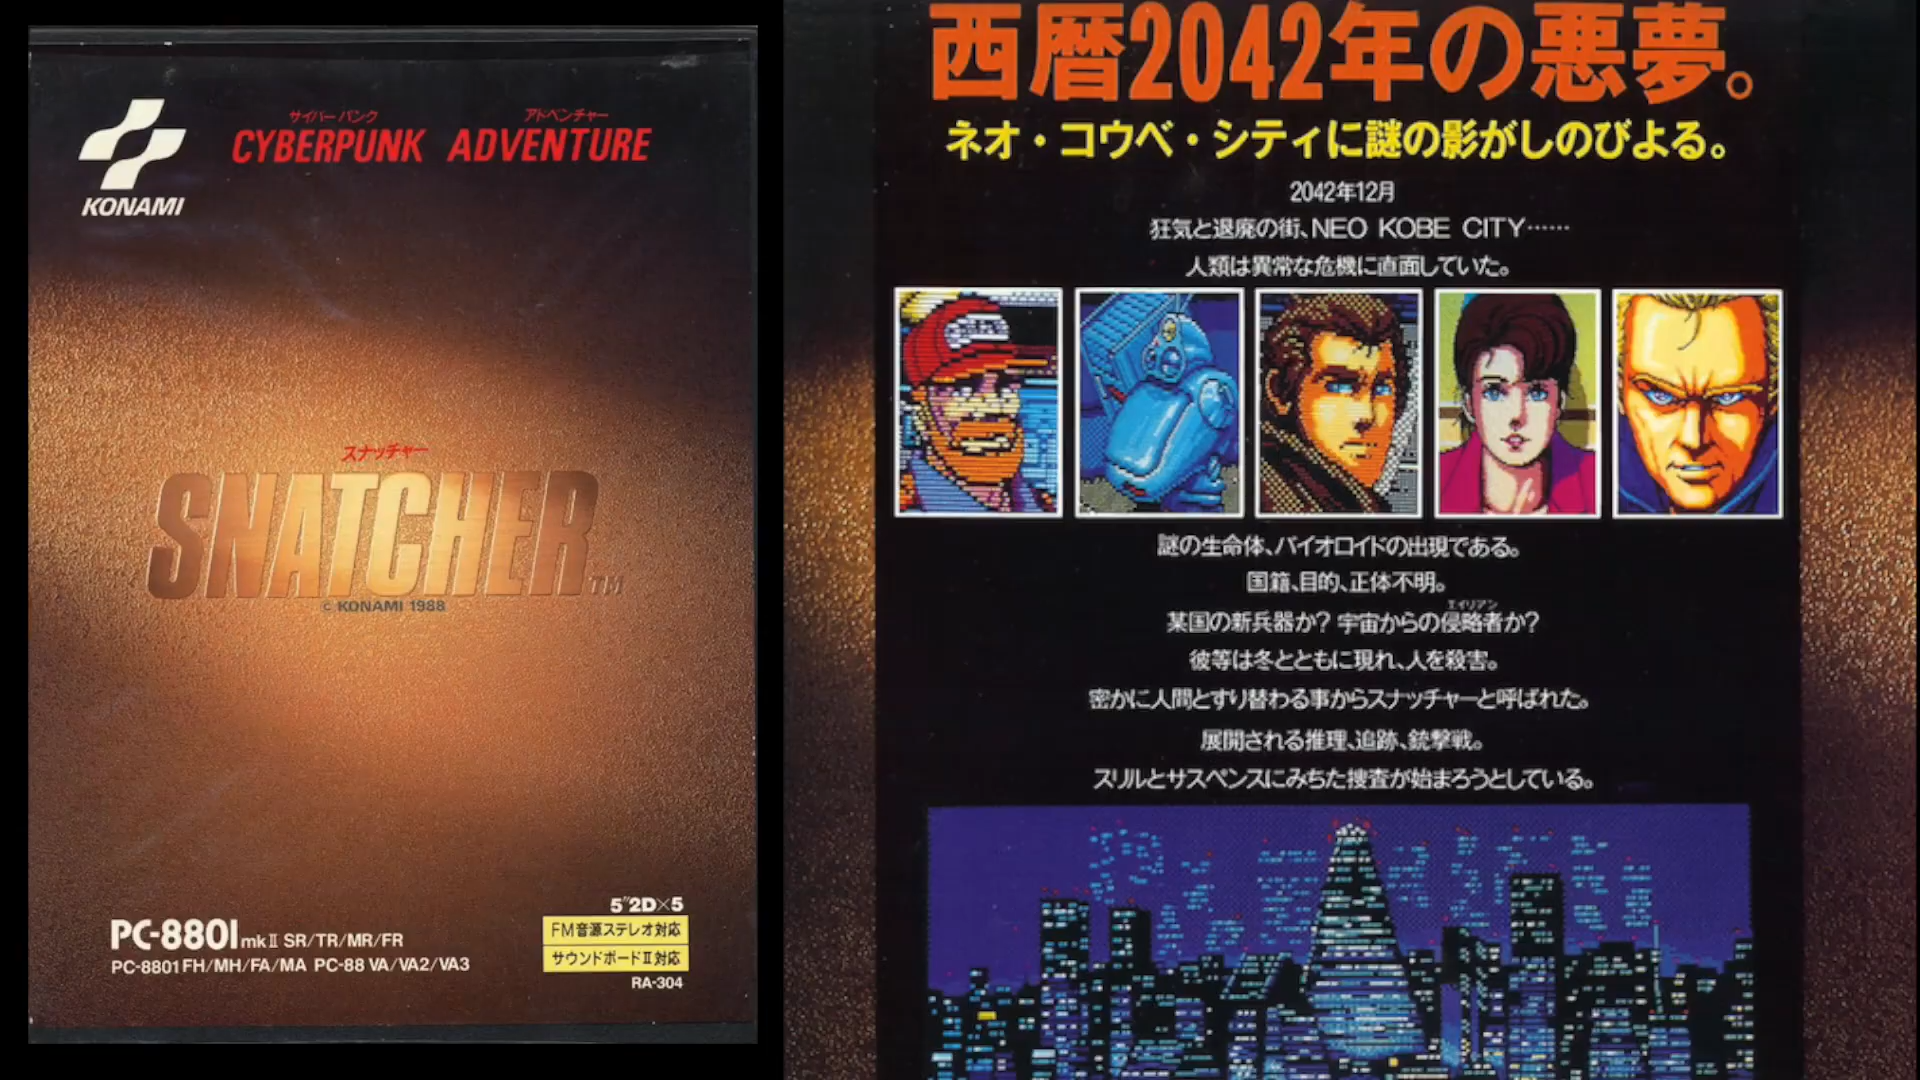 サイバーパンク アドベンチャー
CYBERPUNK ADVENTURE
KONAMI
スナッチャー
SNATCHER TM
© KONAMI 1988
5"2D×5
PC-8801mkⅡ SR/TR/MR/FR
PC-8801FH/MH/FA/MA PC-88 VA/VA2/VA3
FM音源ステレオ対応
サウンドボードⅡ対応
RA-304
西暦2042年の悪夢。
ネオ・コウベ・シティに謎の影がしのびよる。
2042年12月
狂気と退廃の街、NEO KOBE CITY……
人類は異常な危機に直面していた。
謎の生命体、バイオロイドの出現である。
国籍、目的、正体不明。
エイリアン
某国の新兵器か? 宇宙からの侵略者か?
彼等は冬とともに現れ、人を殺害。
密かに人間とすり替わる事からスナッチャーと呼ばれた。
展開される推理、追跡、銃撃戦。
スリルとサスペンスにみちた捜査が始まろうとしている。